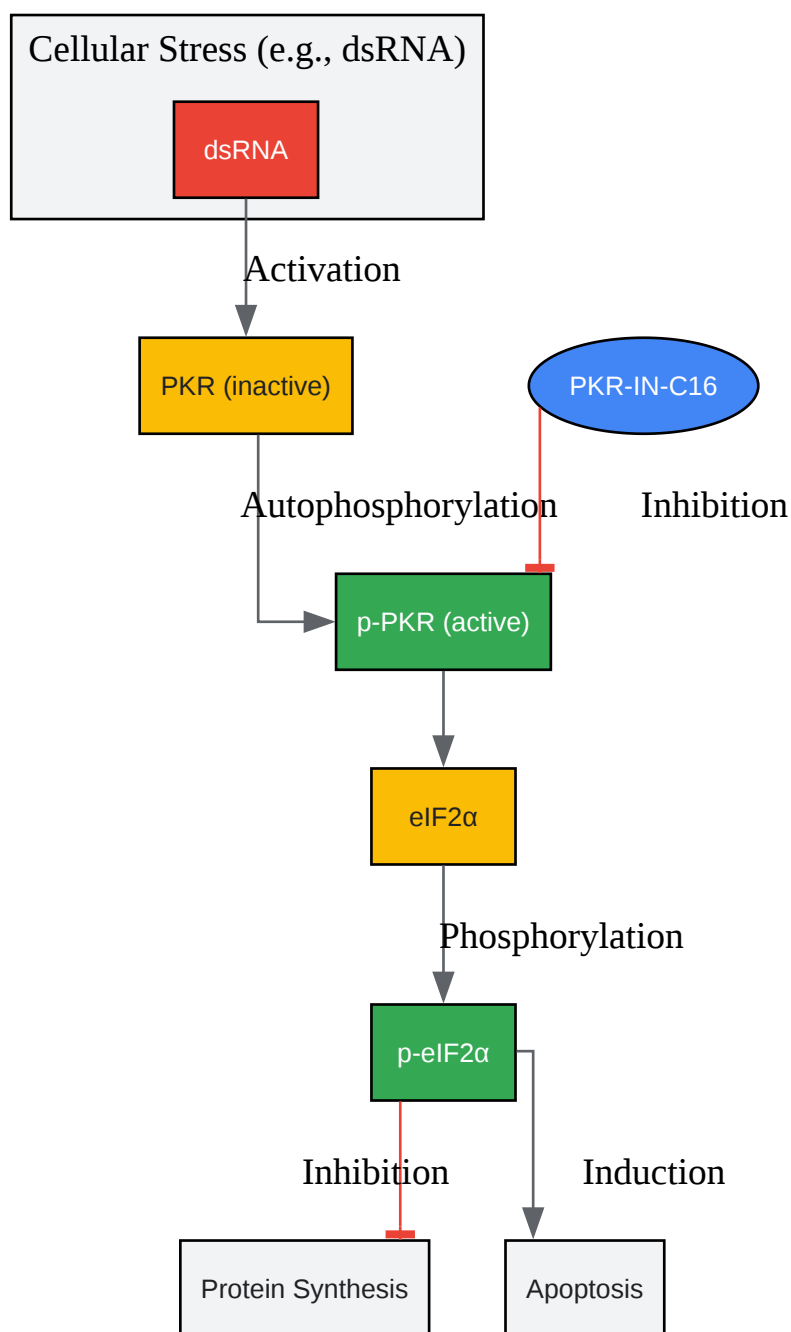 Cellular Stress (e.g., dsRNA)
dsRNA
Activation
PKR (inactive)
PKR-IN-C16
Autophosphorylation
Inhibition
p-PKR (active)
eIF2α
Phosphorylation
p-eIF2α
Inhibition
Induction
Protein Synthesis
Apoptosis